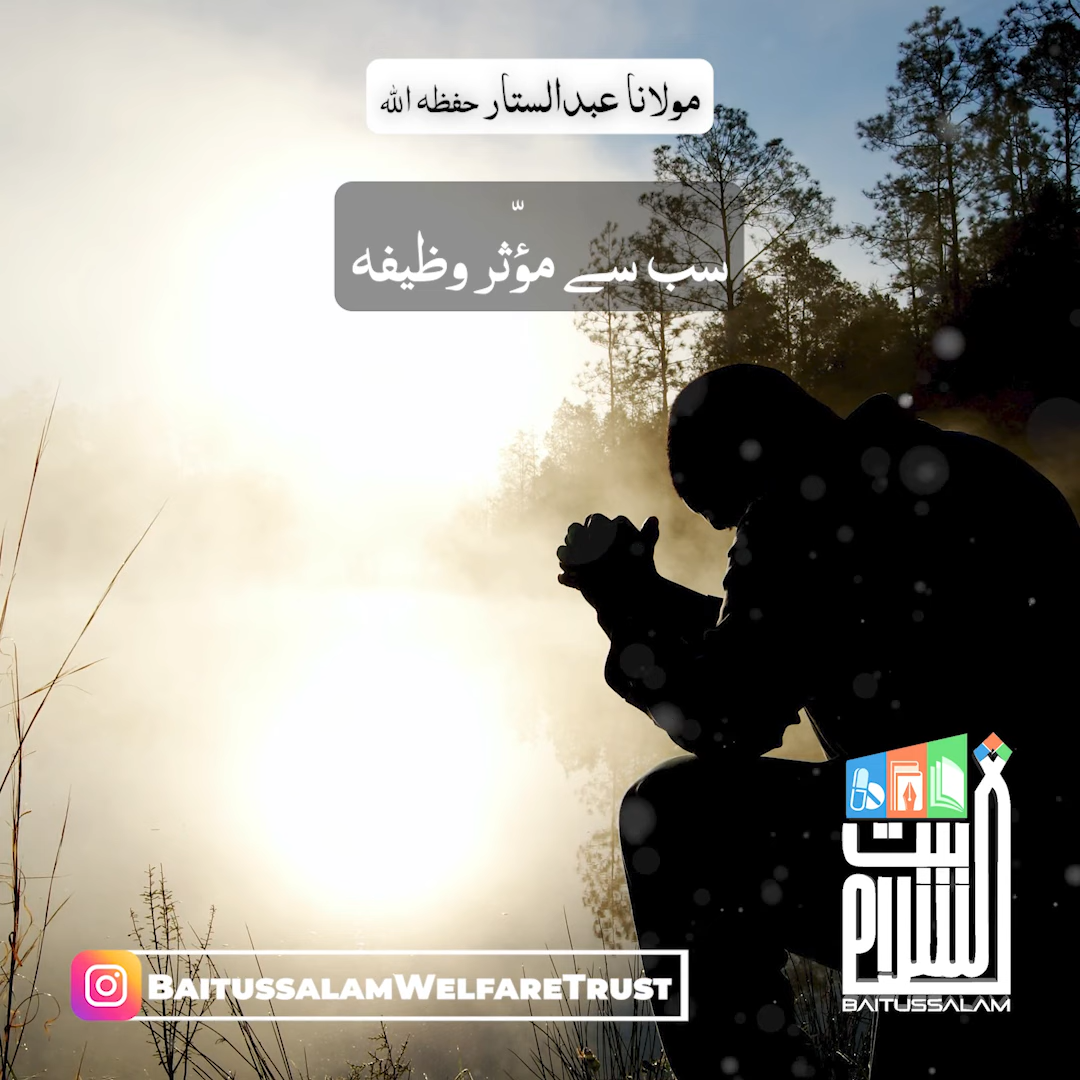 مولانا عبدالستار حفظہ اللہ
سب سے مؤثّر وظیفہ
بیت السلام
BAITUSSALAM
BAITUSSALAMWELFARETRUST